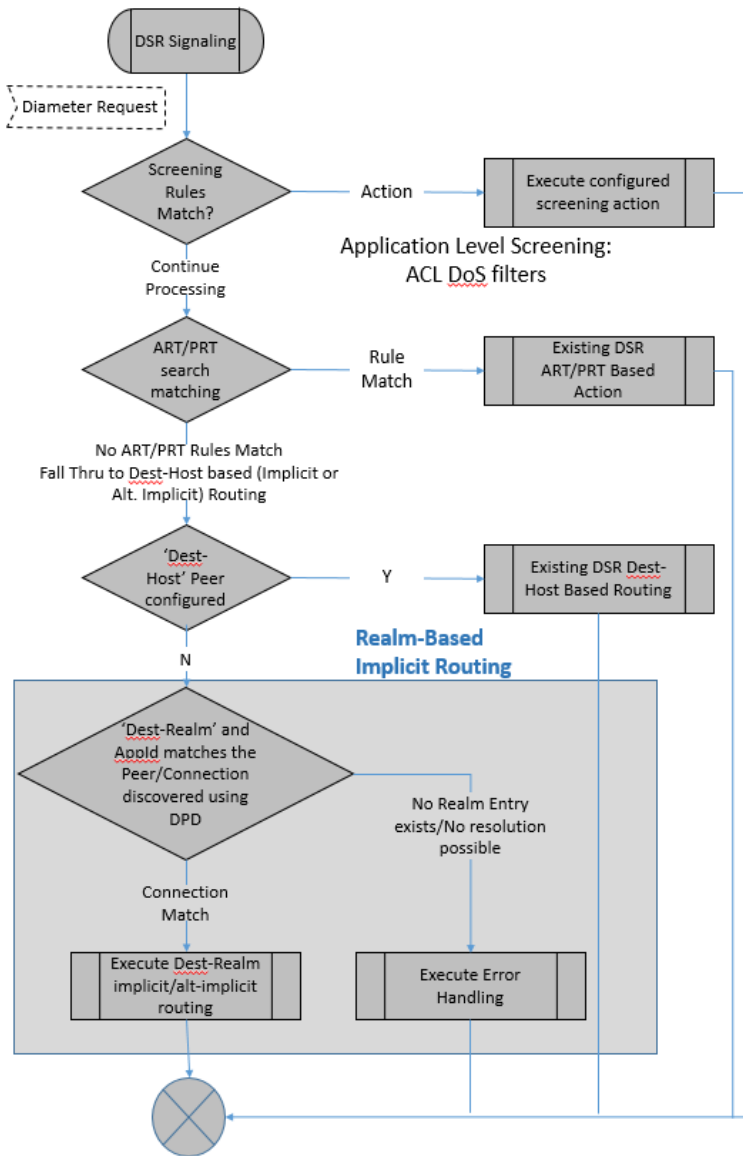 DSR Signaling
Diameter Request
Screening
Rules
Match?
Action
Execute configured
screening action
Application Level Screening:
ACL DoS filters
Continue
Processing
ART/PRT
search
matching
Rule
Match
Existing DSR
ART/PRT Based
Action
No ART/PRT Rules Match
Fall Thru to Dest-Host based (Implicit or
Alt. Implicit) Routing
‘Dest-
Host’ Peer
configured
Y
Existing DSR Dest-
Host Based Routing
N
Realm-Based
Implicit Routing
‘Dest-Realm’ and
AppId matches the
Peer/Connection
discovered using
DPD
No Realm Entry
exists/No resolution
possible
Connection
Match
Execute Dest-Realm
implicit/alt-implicit
routing
Execute Error
Handling